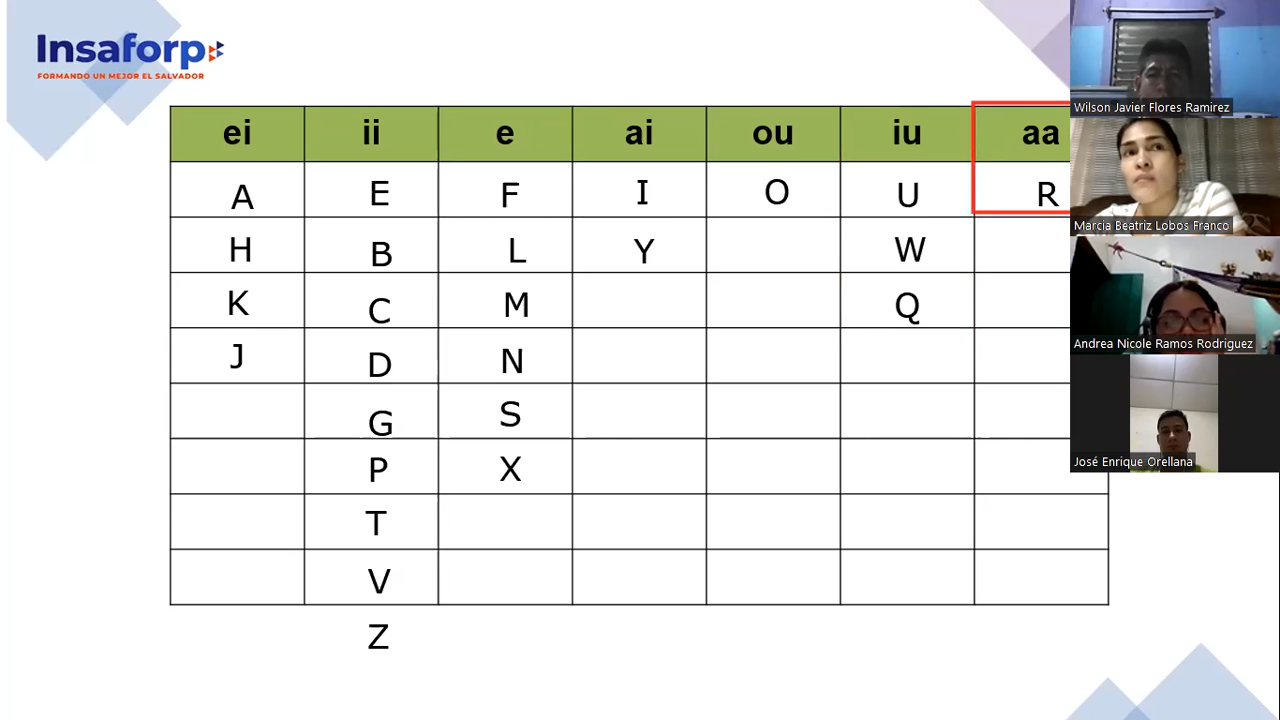 Insaforp
FORMANDO UN MEJOR EL SALVADOR
ei ii e ai ou iu aa
A E F I O U R
H B L Y W
K C M Q
J D N
G S
P X
T
V
Z
Wilson Javier Flores Ramirez
Marcia Beatriz Lobos Franco
Andrea Nicole Ramos Rodriguez
José Enrique Orellana